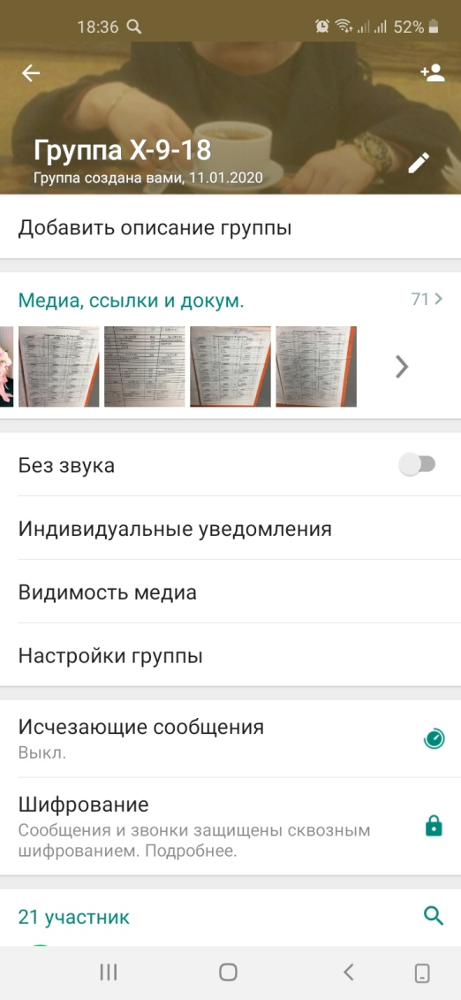 18:36 52%
Группа Х-9-18
Группа создана вами, 11.01.2020
Добавить описание группы
Медиа, ссылки и докум. 71
Без звука
Индивидуальные уведомления
Видимость медиа
Настройки группы
Исчезающие сообщения
Выкл.
Шифрование
Сообщения и звонки защищены сквозным
шифрованием. Подробнее.
21 участник